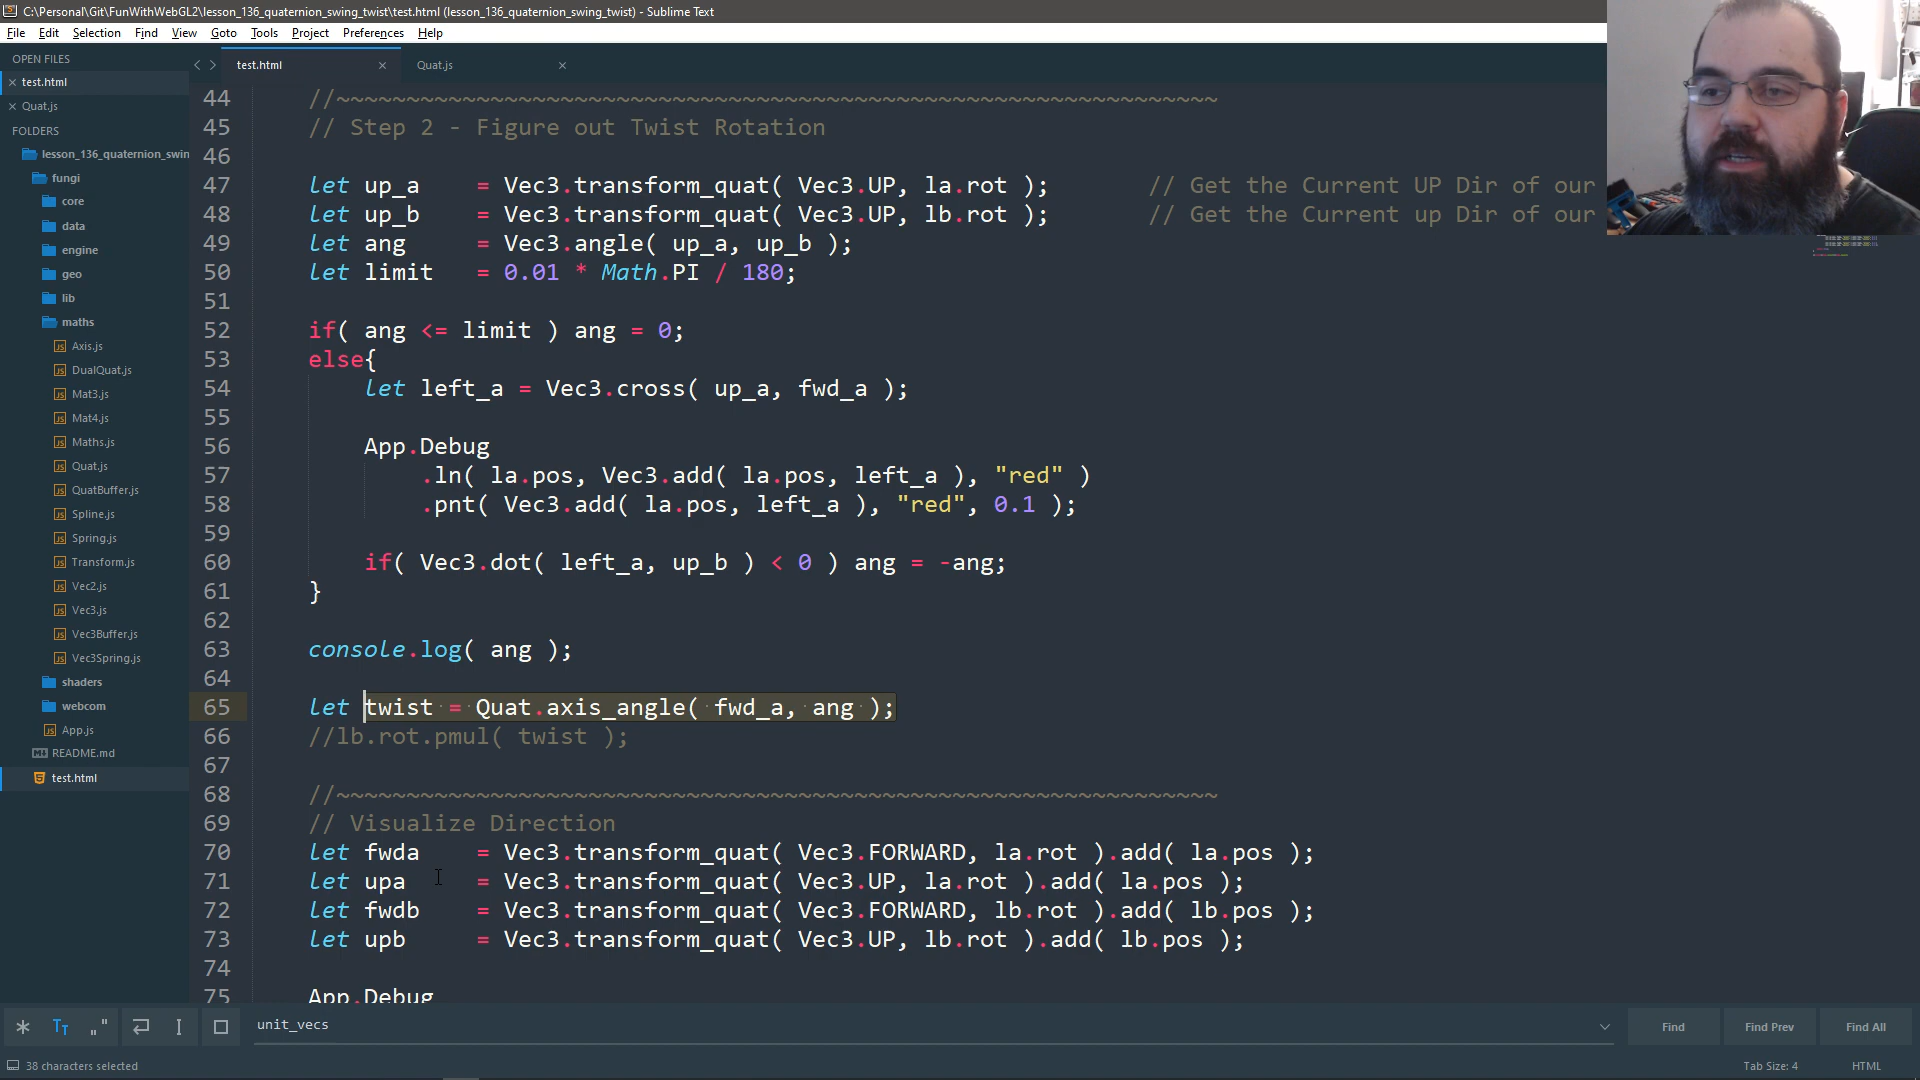 C:\Personal\Git\FunWithWebGL2\lesson_136_quaternion_swing_twist\test.html (lesson_136_quaternion_swing_twist) - Sublime Text
File Edit Selection Find View Goto Tools Project Preferences Help
OPEN FILES
test.html
Quat.js
FOLDERS
lesson_136_quaternion_swin
fungi
core
data
engine
geo
lib
maths
Axis.js
DualQuat.js
Mat3.js
Mat4.js
Maths.js
Quat.js
QuatBuffer.js
Spline.js
Spring.js
Transform.js
Vec2.js
Vec3.js
Vec3Buffer.js
Vec3Spring.js
shaders
webcom
App.js
README.md
test.html
test.html Quat.js
44 //~~~~~~~~~~~~~~~~~~~~~~~~~~~~~~~~~~~~~~~~~~~~~~~~~~~~~~~~~~~~~~~
45 // Step 2 - Figure out Twist Rotation
46
47 let up_a = Vec3.transform_quat( Vec3.UP, la.rot ); // Get the Current UP Dir of our
48 let up_b = Vec3.transform_quat( Vec3.UP, lb.rot ); // Get the Current up Dir of our
49 let ang = Vec3.angle( up_a, up_b );
50 let limit = 0.01 * Math.PI / 180;
51
52 if( ang <= limit ) ang = 0;
53 else{
54 let left_a = Vec3.cross( up_a, fwd_a );
55
56 App.Debug
57 .ln( la.pos, Vec3.add( la.pos, left_a ), "red" )
58 .pnt( Vec3.add( la.pos, left_a ), "red", 0.1 );
59
60 if( Vec3.dot( left_a, up_b ) < 0 ) ang = -ang;
61 }
62
63 console.log( ang );
64
65 let twist = Quat.axis_angle( fwd_a, ang );
66 //lb.rot.pmul( twist );
67
68 //~~~~~~~~~~~~~~~~~~~~~~~~~~~~~~~~~~~~~~~~~~~~~~~~~~~~~~~~~~~~~~~
69 // Visualize Direction
70 let fwda = Vec3.transform_quat( Vec3.FORWARD, la.rot ).add( la.pos );
71 let upa = Vec3.transform_quat( Vec3.UP, la.rot ).add( la.pos );
72 let fwdb = Vec3.transform_quat( Vec3.FORWARD, lb.rot ).add( lb.pos );
73 let upb = Vec3.transform_quat( Vec3.UP, lb.rot ).add( lb.pos );
74
75 App.Debug
unit_vecs
Find Find Prev Find All
38 characters selected
Tab Size: 4 HTML